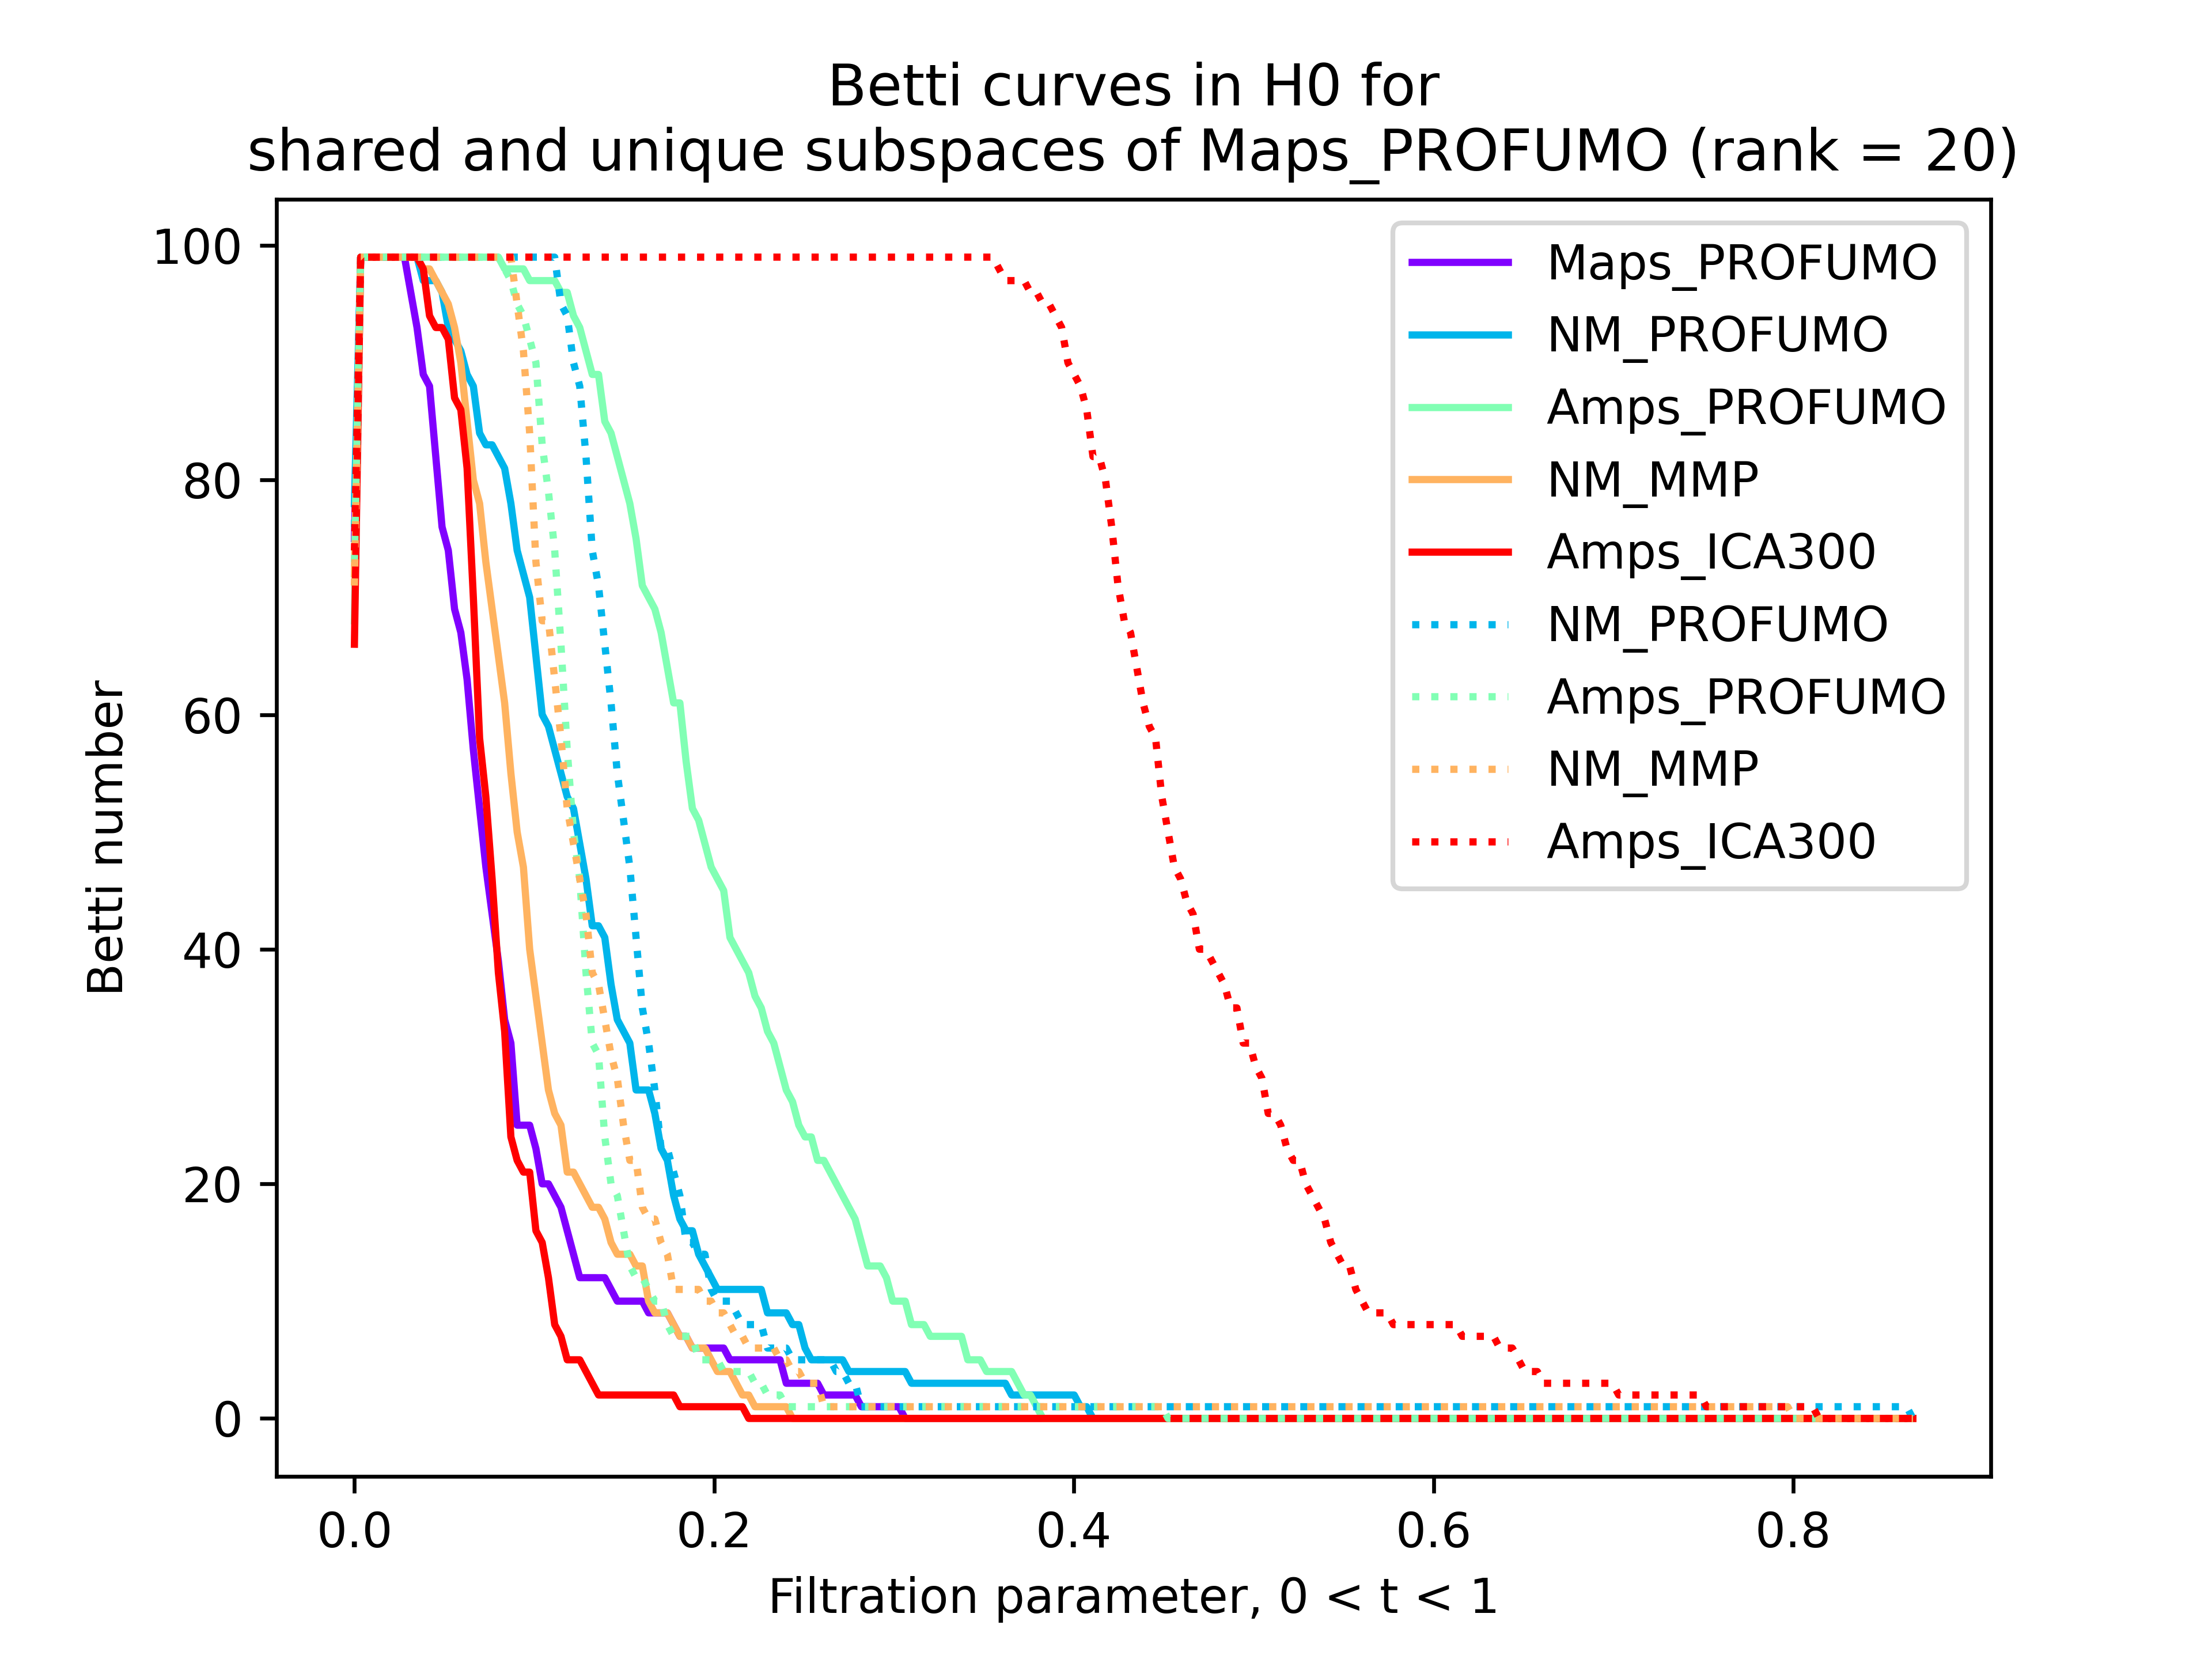 Betti curves in H0 for
shared and unique subspaces of Maps_PROFUMO (rank = 20)
Betti number
100
80
60
40
20
0
Maps_PROFUMO
NM_PROFUMO
Amps_PROFUMO
NM_MMP
Amps_ICA300
NM_PROFUMO
Amps_PROFUMO
NM_MMP
Amps_ICA300
0.0 0.2 0.4 0.6 0.8
Filtration parameter, 0 < t < 1